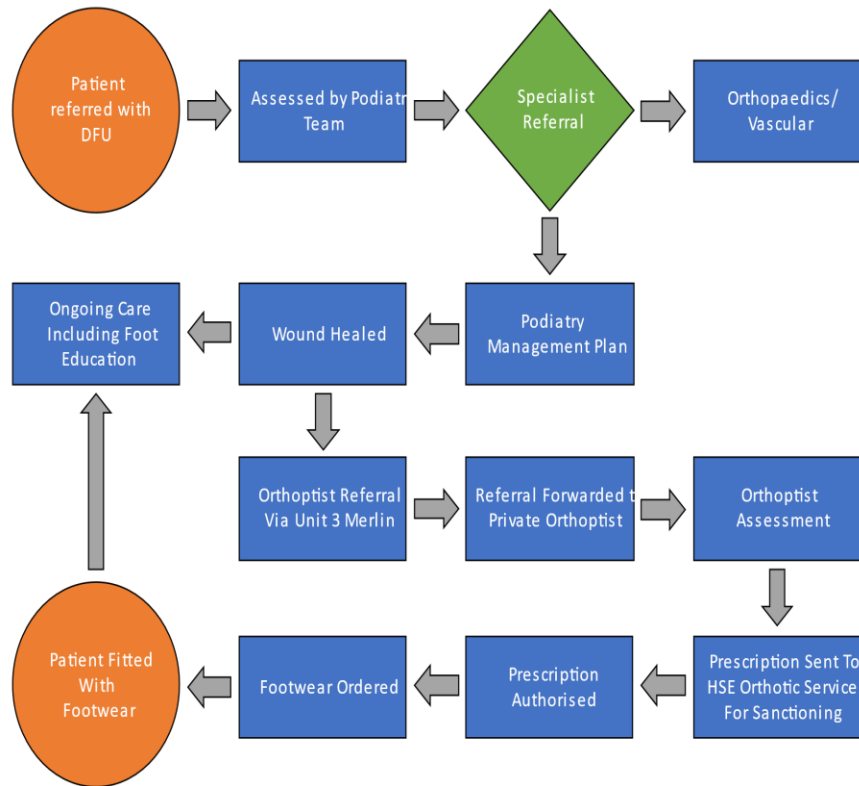 Patient
referred with
DFU
Assessed by Podiatr
Team
Specialist
Referral
Orthopaedics/
Vascular
Ongoing Care
Including Foot
Education
Wound Healed
Podiatry
Management Plan
Orthoptist Referral
Via Unit 3 Merlin
Referral Forwarded t
Private Orthoptist
Orthoptist
Assessment
Patient Fitted
With
Footwear
Footwear Ordered
Prescription
Authorised
Prescription Sent To
HSE Orthotic Service
For Sanctioning